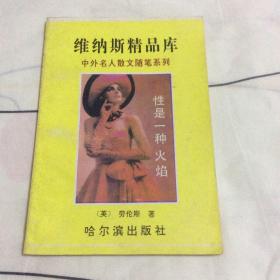 维纳斯精品库
中外名人散文随笔系列
性是一种火焰
（英）劳伦斯 著
哈尔滨出版社